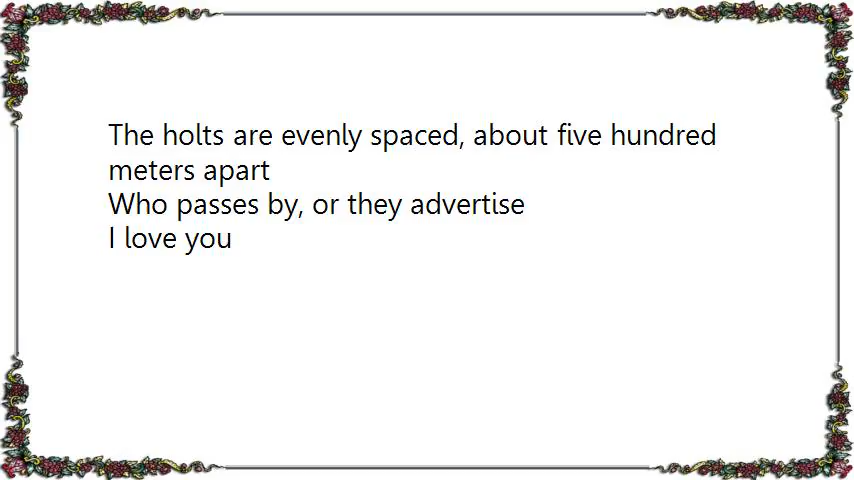 The holts are evenly spaced, about five hundred
meters apart
Who passes by, or they advertise
I love you